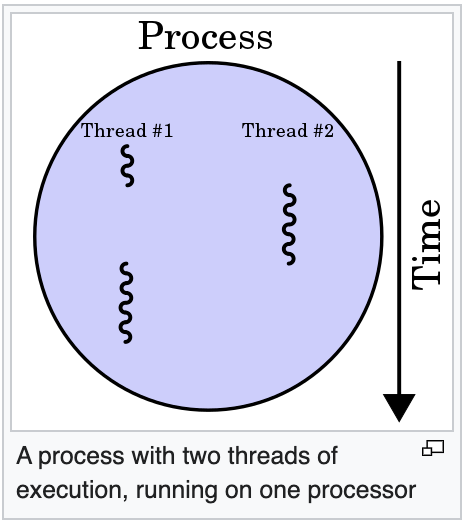 Process
Thread #1
Thread #2
Time
A process with two threads of
execution, running on one processor